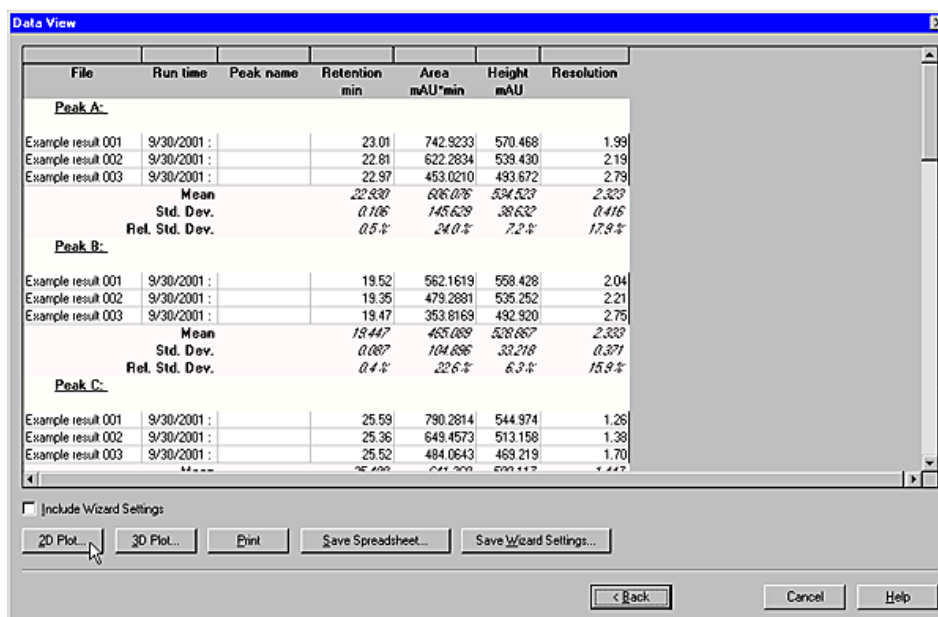 Data View
File Run time Peak name Retention Area Height Resolution
min mAU*min mAU
Peak A:
Example result 001 9/30/2001 : 23.01 742.9233 570.468 1.99
Example result 002 9/30/2001 : 22.81 622.2834 539.430 2.19
Example result 003 9/30/2001 : 22.97 453.0210 493.672 2.79
Mean 22.930 606.076 534.523 2.323
Std. Dev. 0.106 145.629 38.632 0.416
Rel. Std. Dev. 0.5 % 24.0 % 7.2 % 17.9 %
Peak B:
Example result 001 9/30/2001 : 19.52 562.1619 558.428 2.04
Example result 002 9/30/2001 : 19.35 479.2881 535.252 2.21
Example result 003 9/30/2001 : 19.47 353.8169 492.920 2.75
Mean 19.447 465.089 528.867 2.333
Std. Dev. 0.087 104.896 33.218 0.371
Rel. Std. Dev. 0.4 % 22.6 % 6.3 % 15.9 %
Peak C:
Example result 001 9/30/2001 : 25.59 790.2814 544.974 1.26
Example result 002 9/30/2001 : 25.36 649.4573 513.158 1.38
Example result 003 9/30/2001 : 25.52 484.0643 469.219 1.70
Include Wizard Settings
2D Plot... 3D Plot... Print Save Spreadsheet... Save Wizard Settings...
< Back Cancel Help